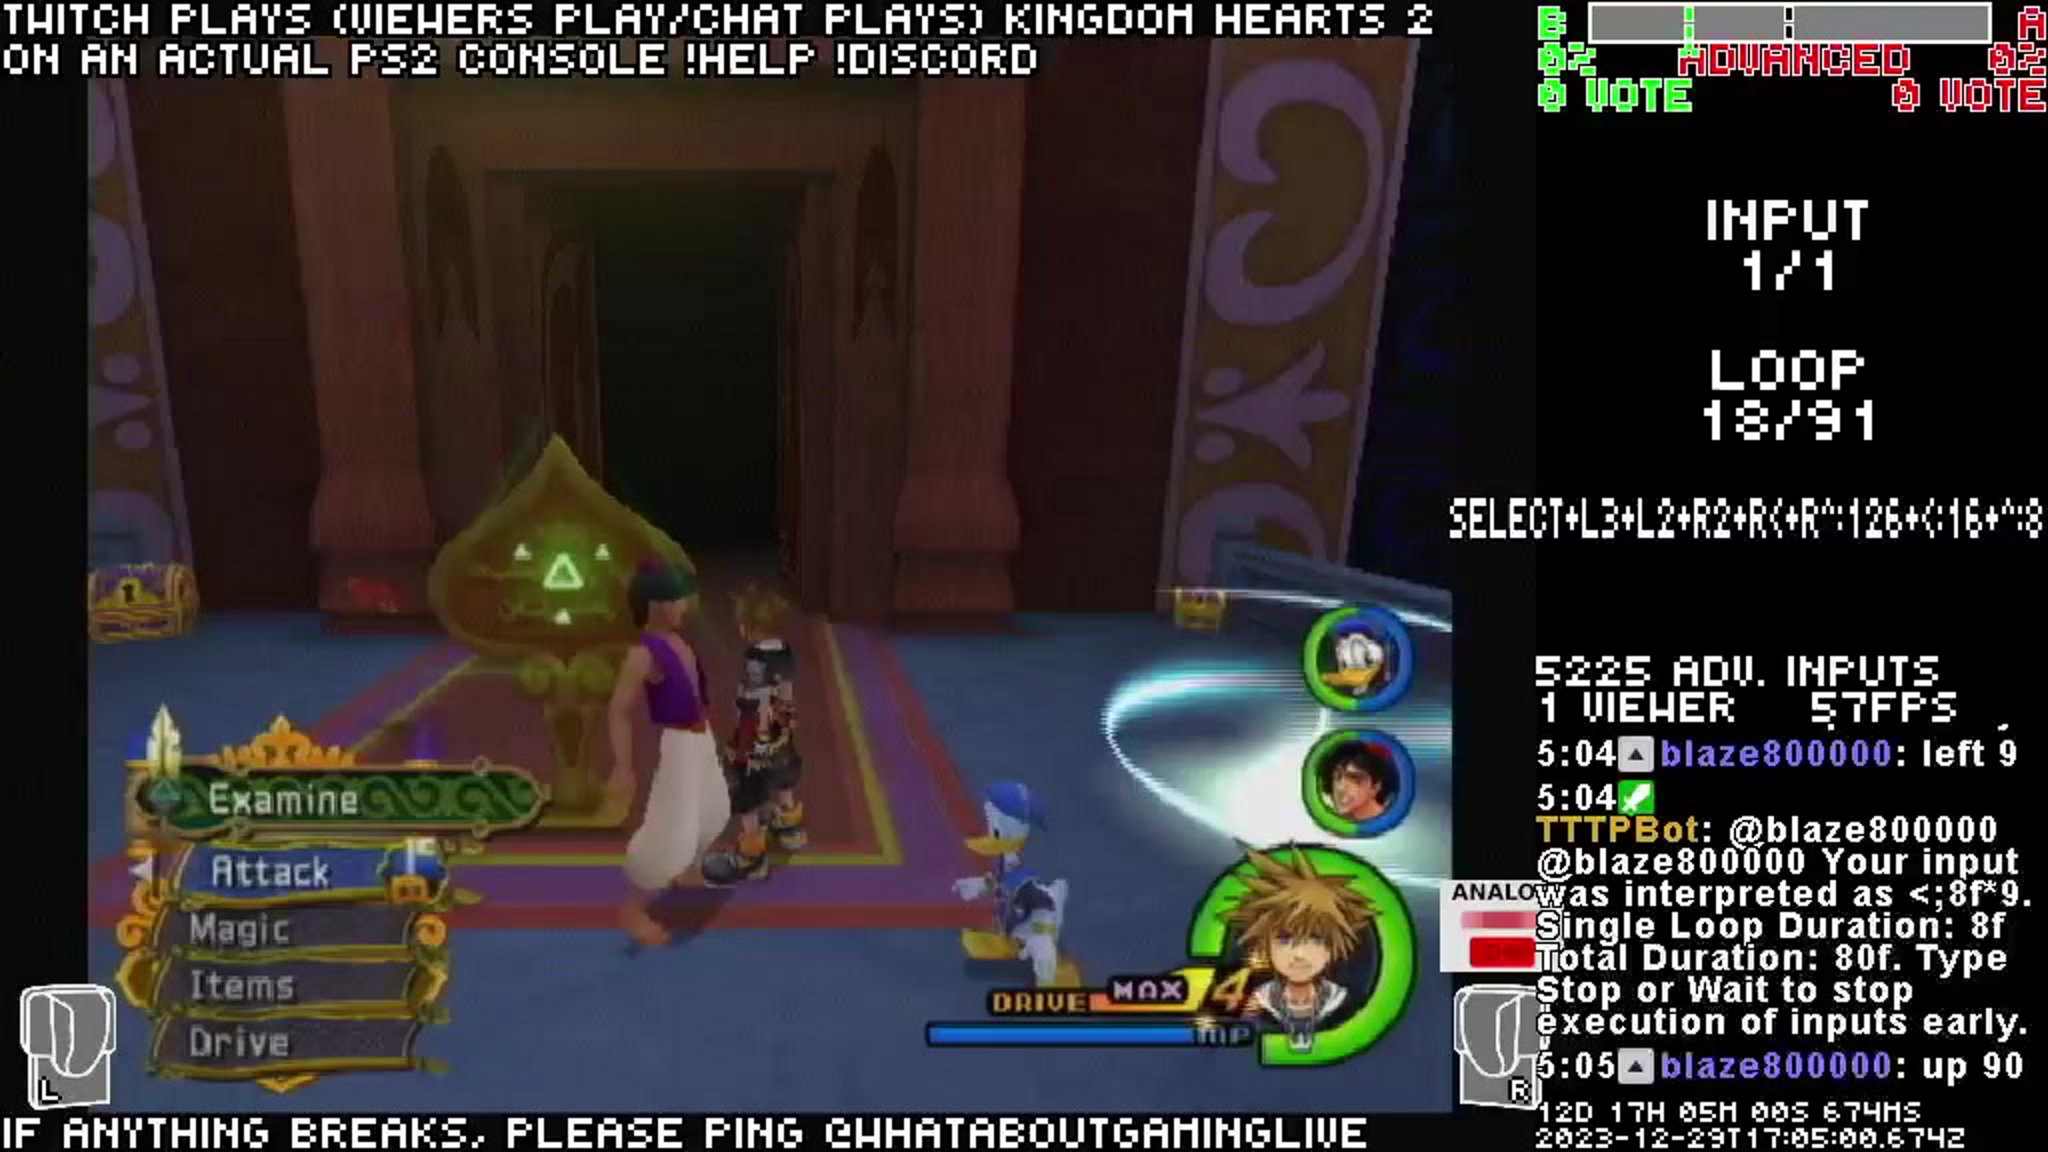 TWITCH PLAYS (VIEWERS PLAY/CHAT PLAYS) KINGDOM HEARTS 2
ON AN ACTUAL PS2 CONSOLE !HELP !DISCORD
B A
0% ADVANCED 0%
0 VOTE 0 VOTE
INPUT
1/1
LOOP
18/91
SELECT+L3+L2+R2+R<+R^:126+<:16+^:8
5225 ADV. INPUTS
1 VIEWER 57FPS
5:04 blaze800000: left 9
5:04
TTTPBot: @blaze800000
@blaze800000 Your input
was interpreted as <;8f*9.
Single Loop Duration: 8f
Total Duration: 80f. Type
Stop or Wait to stop
execution of inputs early.
5:05 blaze800000: up 90
12D 17H 05M 00S 674MS
2023-12-29T17:05:00.674Z
Examine
Attack
Magic
Items
Drive
DRIVE MAX 4
MP
ANALO
L
R
IF ANYTHING BREAKS, PLEASE PING @WHATABOUTGAMINGLIVE